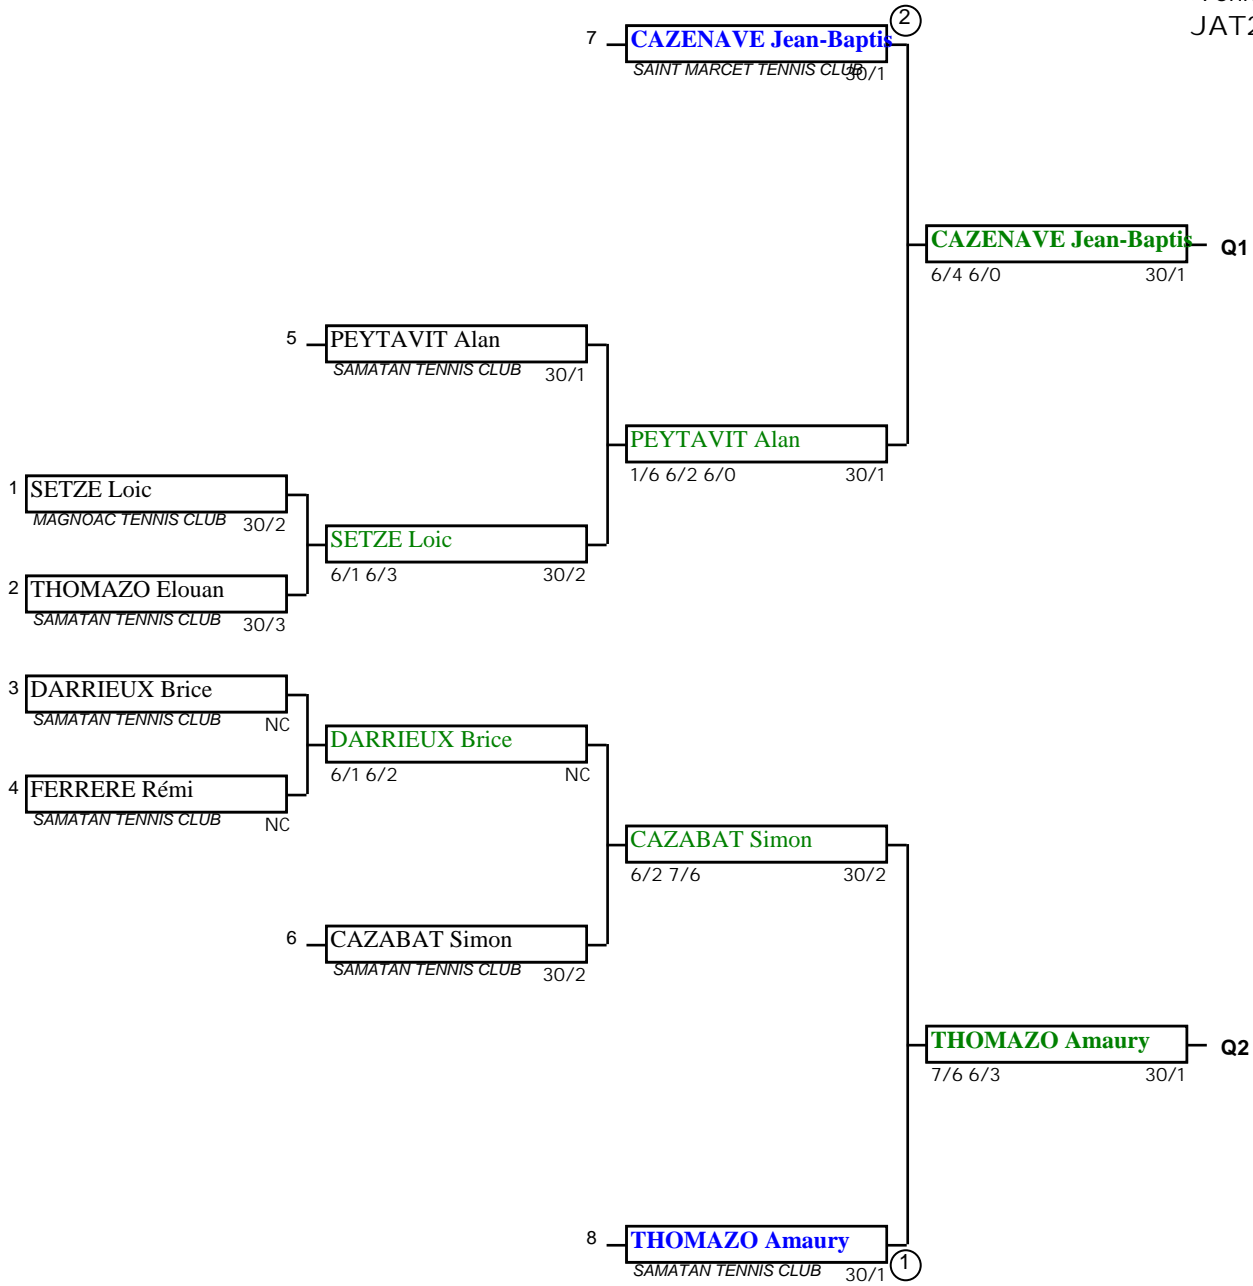 JAT2
2
7 CAZENAVE Jean-Baptis
SAINT MARCET TENNIS CLUB 30/1
CAZENAVE Jean-Baptis Q1
6/4 6/0 30/1
5 PEYTAVIT Alan
SAMATAN TENNIS CLUB 30/1
PEYTAVIT Alan
1/6 6/2 6/0 30/1
1 SETZE Loic
MAGNOAC TENNIS CLUB 30/2
SETZE Loic
6/1 6/3 30/2
2 THOMAZO Elouan
SAMATAN TENNIS CLUB 30/3
3 DARRIEUX Brice
SAMATAN TENNIS CLUB NC
DARRIEUX Brice
6/1 6/2 NC
4 FERRERE Rémi
SAMATAN TENNIS CLUB NC
CAZABAT Simon
6/2 7/6 30/2
6 CAZABAT Simon
SAMATAN TENNIS CLUB 30/2
THOMAZO Amaury Q2
7/6 6/3 30/1
8 THOMAZO Amaury
SAMATAN TENNIS CLUB 30/1 1